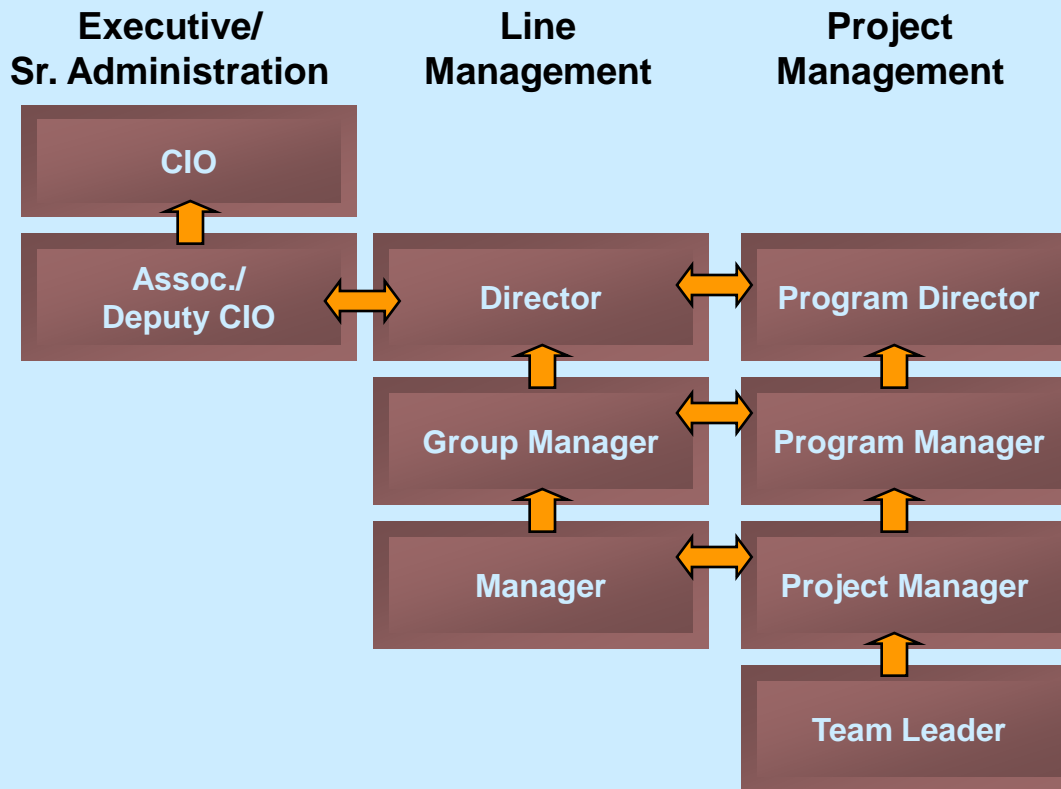 Executive/
Sr. Administration
Line
Management
Project
Management
CIO
Assoc./
Deputy CIO
Director
Program Director
Group Manager
Program Manager
Manager
Project Manager
Team Leader